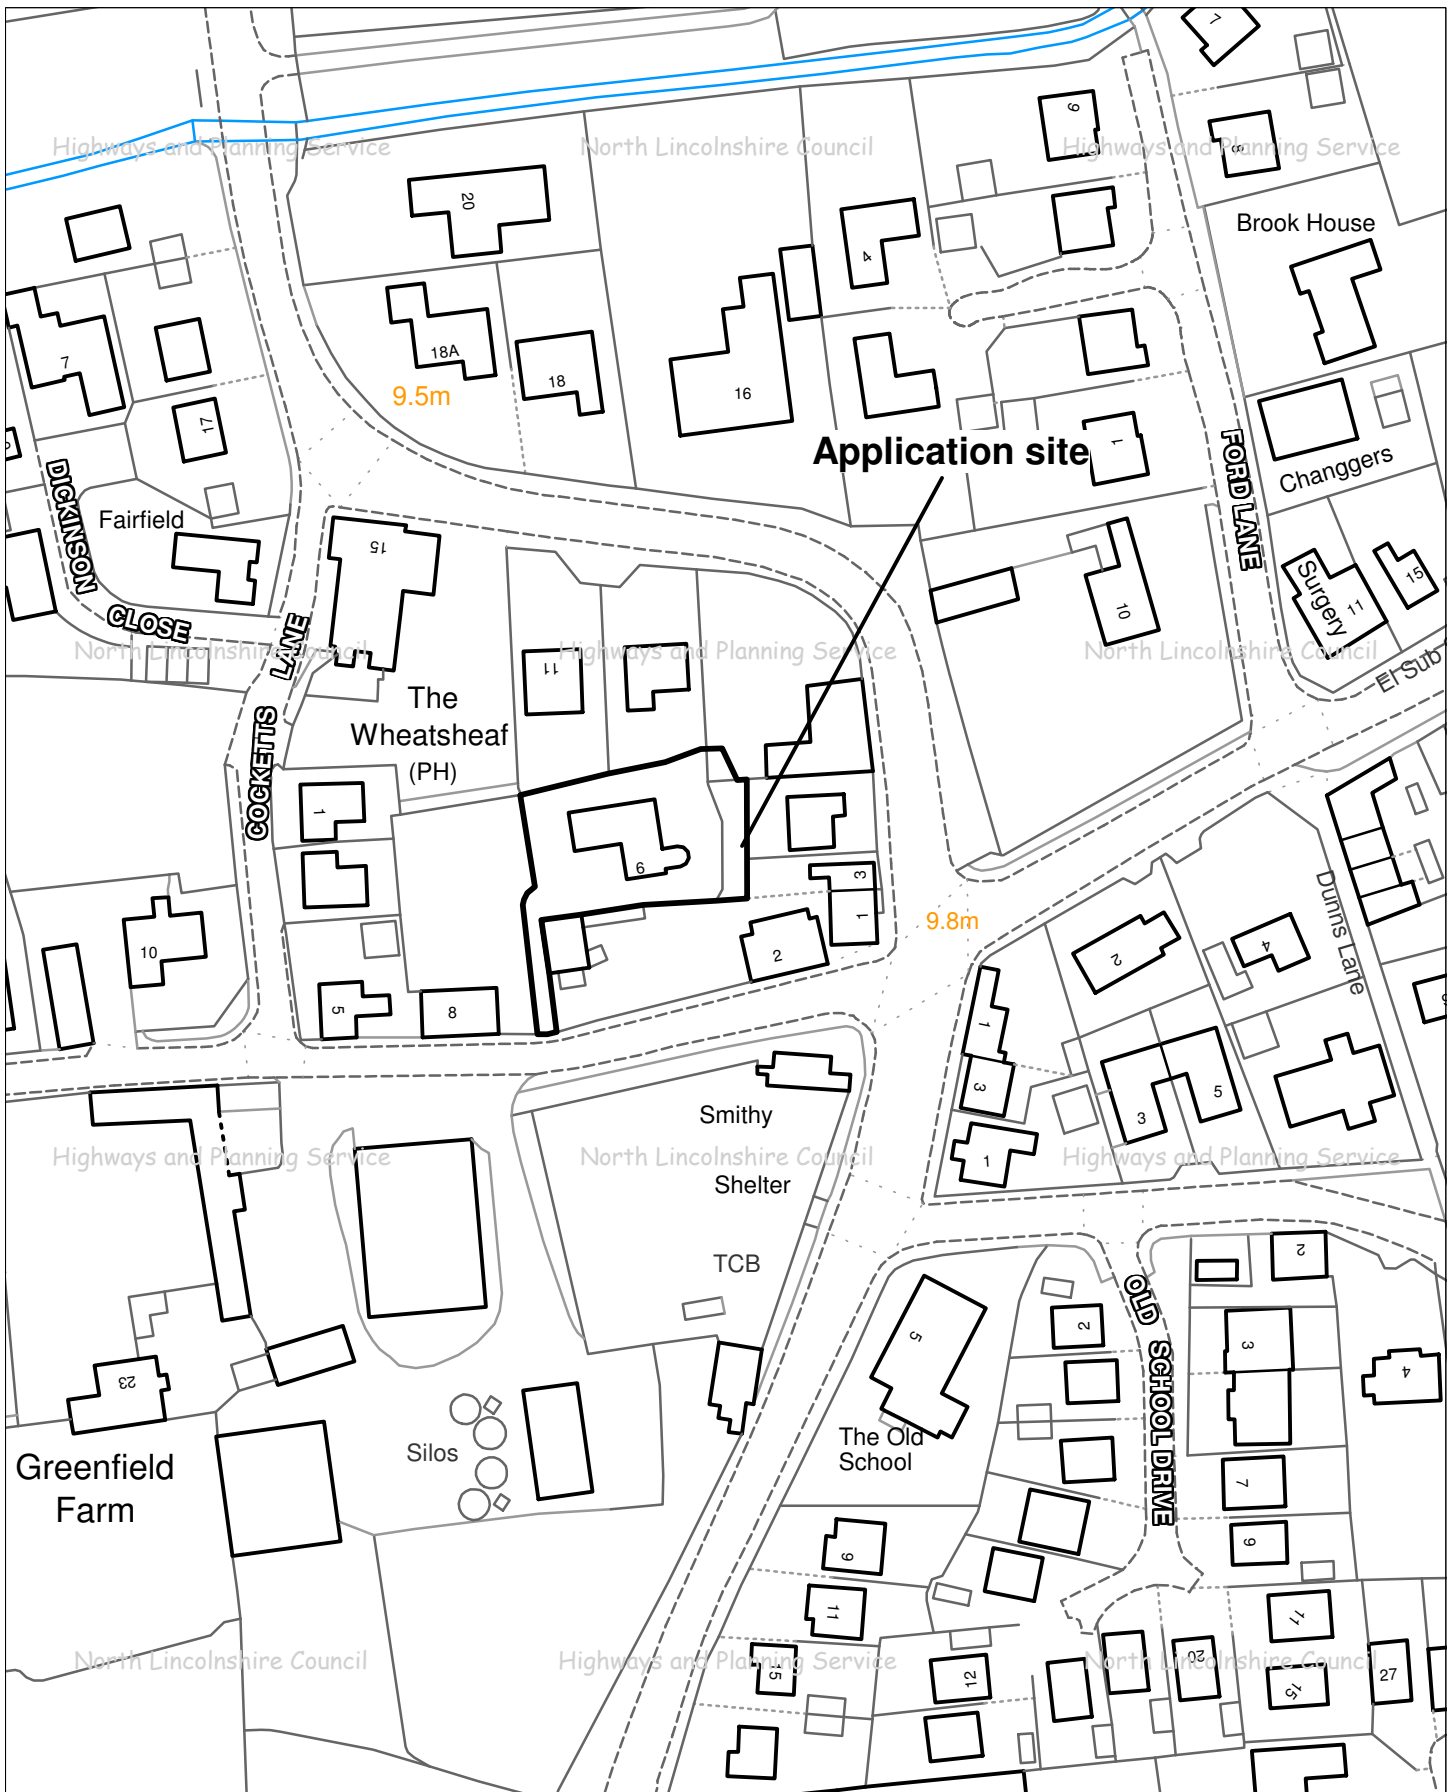 7
Highways and Planning Service
North Lincolnshire Council
Highways and Planning Service
9
8
20
4
Brook House
7
18A
18
16
9.5m
17
1
Application site
FORD LANE
Changgers
DICKINSON
CLOSE
Fairfield
15
COCKETTS LANE
10
Surgery
11
15
El Sub
North Lincolnshire Council
Highways and Planning Service
North Lincolnshire Council
The
Wheatsheaf
(PH)
11
1
6
3
1
2
9.8m
2
4
Dunns Lane
10
5
8
1
3
1
3
5
Smithy
Highways and Planning Service
North Lincolnshire Council
Highways and Planning Service
Shelter
TCB
OLD SCHOOL DRIVE
2
2
3
4
5
23
The Old
School
Silos
Greenfield
Farm
7
9
9
11
11
North Lincolnshire Council
Highways and Planning Service
North Lincolnshire Council
15
12
20
15
27